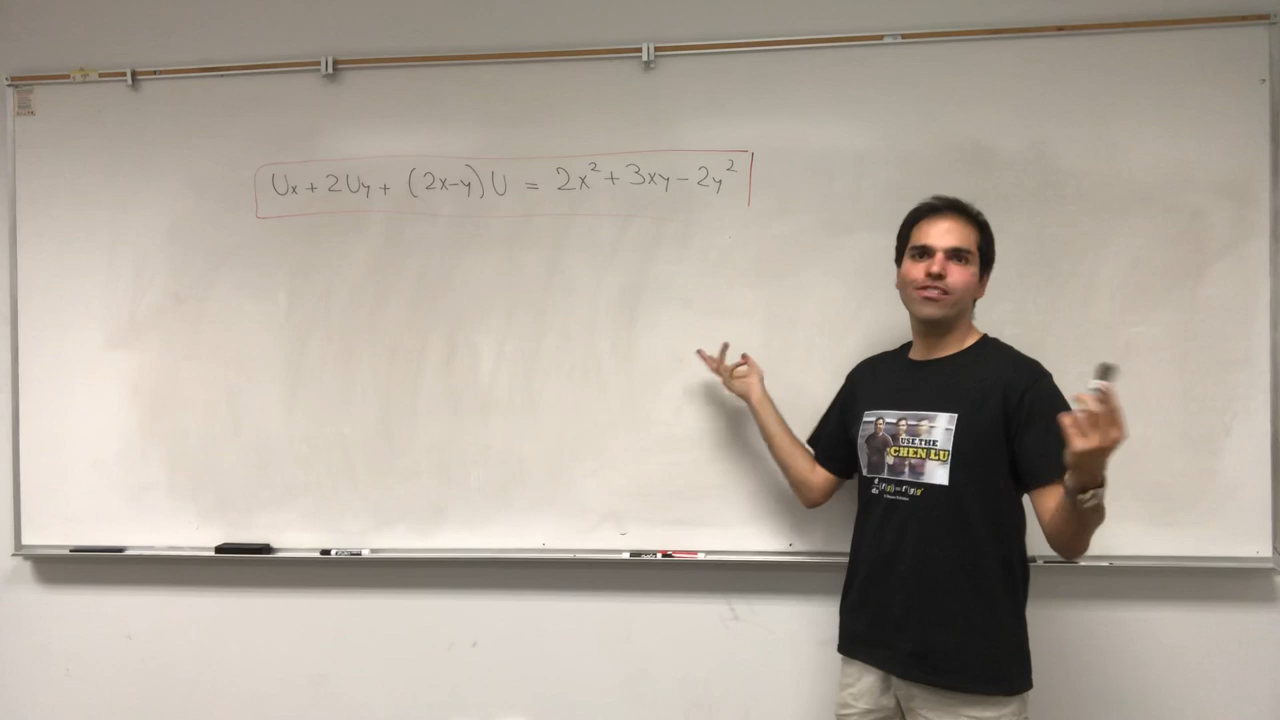 Ux + 2Uy + (2x-y)U = 2x² + 3xy - 2y²
USE THE
CHEN LU